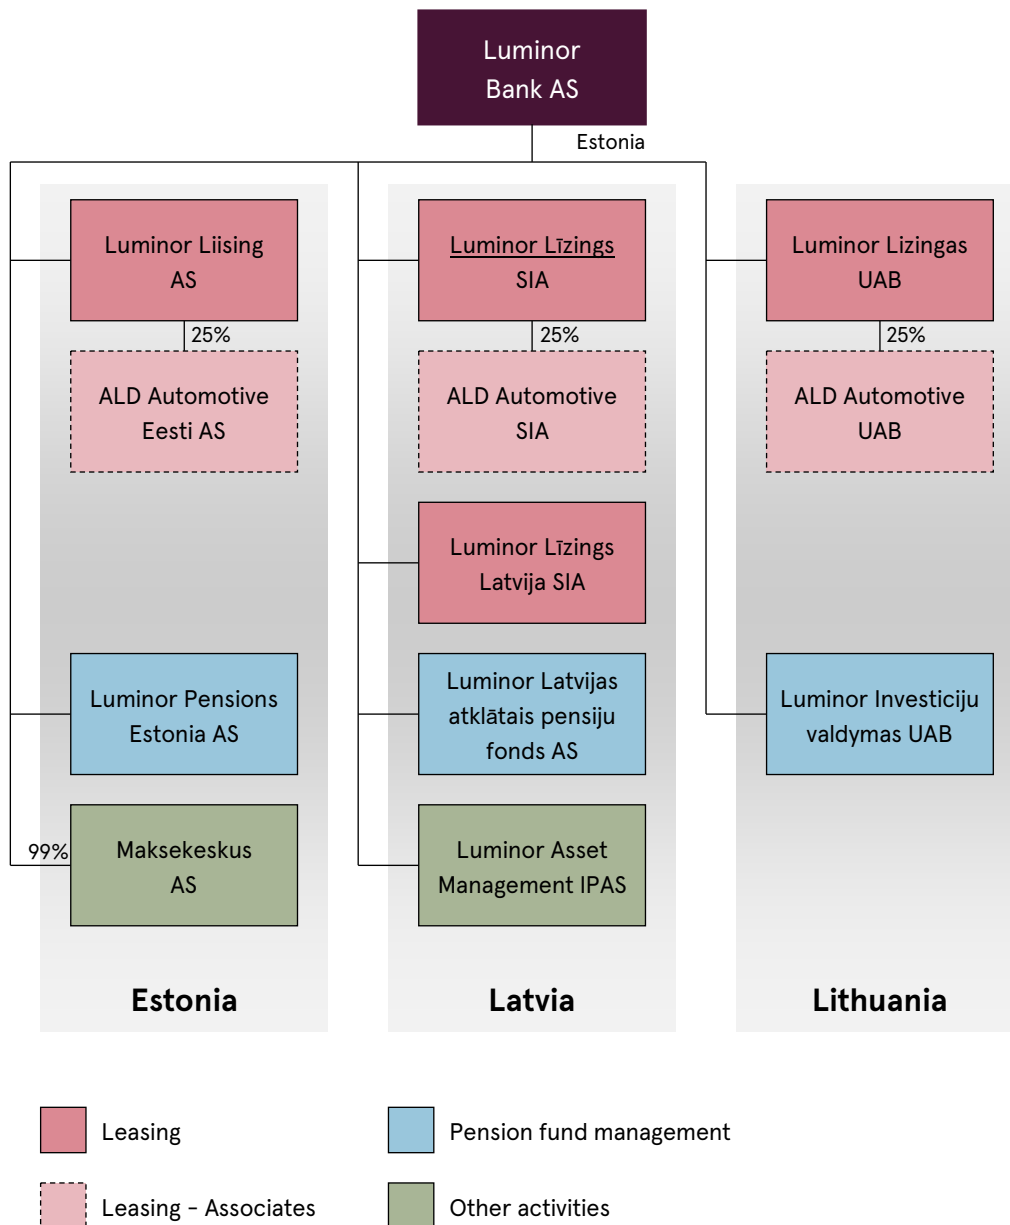 Luminor
Bank AS
Estonia
Luminor Liising
AS
25%
ALD Automotive
Eesti AS
Luminor Pensions
Estonia AS
99%
Maksekeskus
AS
Estonia
Luminor Līzings
SIA
25%
ALD Automotive
SIA
Luminor Līzings
Latvija SIA
Luminor Latvijas
atklātais pensiju
fonds AS
Luminor Asset
Management IPAS
Latvia
Luminor Lizingas
UAB
25%
ALD Automotive
UAB
Luminor Investiciju
valdymas UAB
Lithuania
Leasing
Pension fund management
Leasing - Associates
Other activities